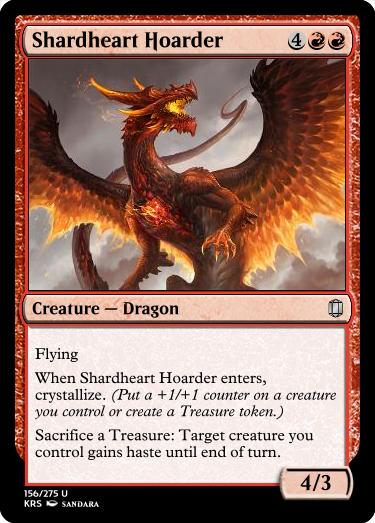 Shardheart Hoarder 4
Creature — Dragon
Flying
When Shardheart Hoarder enters,
crystallize. (Put a +1/+1 counter on a creature
you control or create a Treasure token.)
Sacrifice a Treasure: Target creature you
control gains haste until end of turn.
4/3
156/275 U
KRS SANDARA